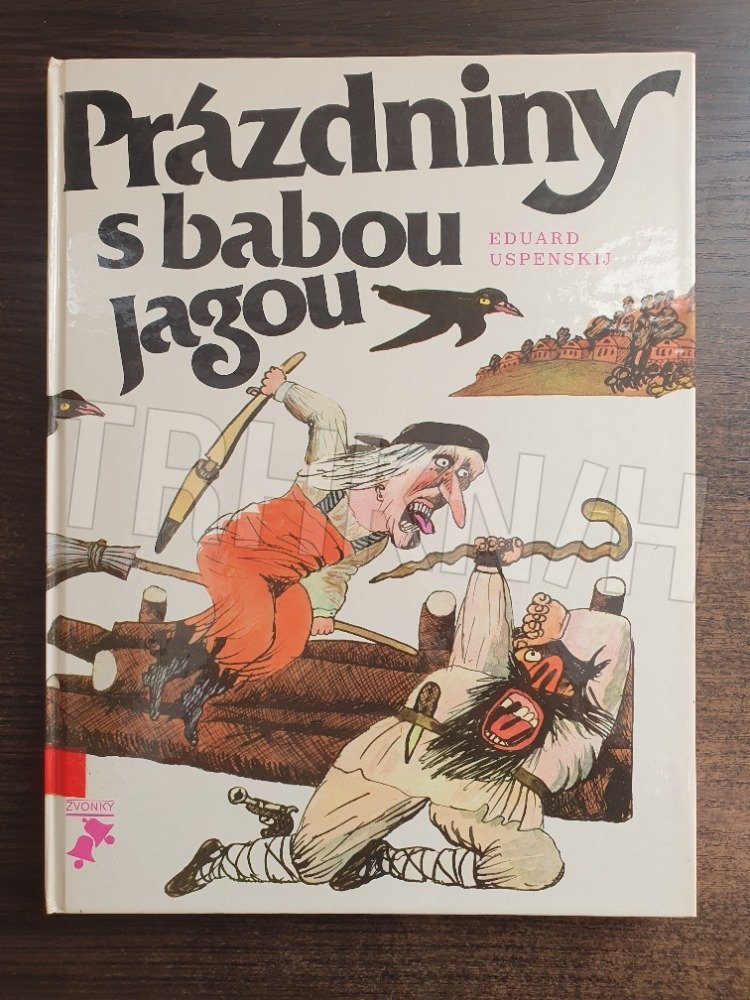 Prázdniny
s babou
jagou
EDUARD
USPENSKIJ
ZVONKY